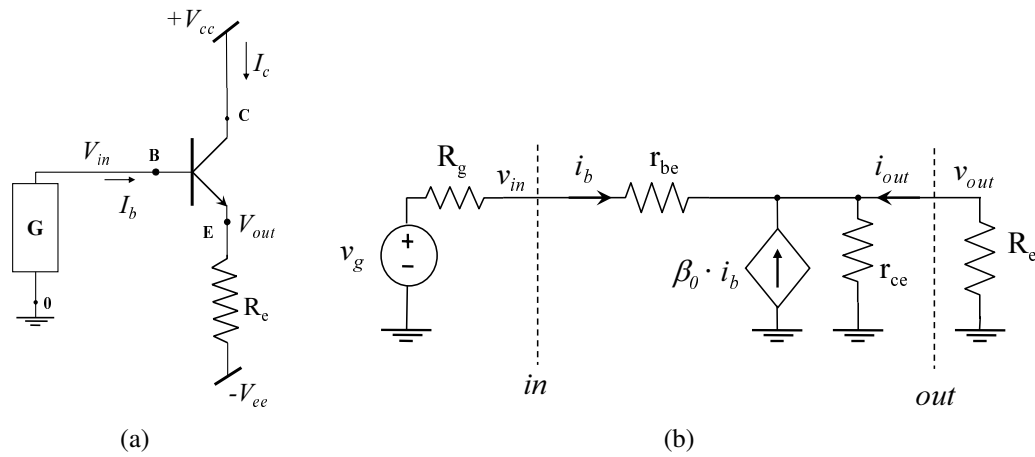 +V_cc
I_c
C
V_in
B
I_b
G
E
V_out
0
R_e
-V_ee
(a)
R_g
v_in
i_b
r_be
i_out
v_out
v_g
+
−
β_0 · i_b
r_ce
R_e
in
out
(b)